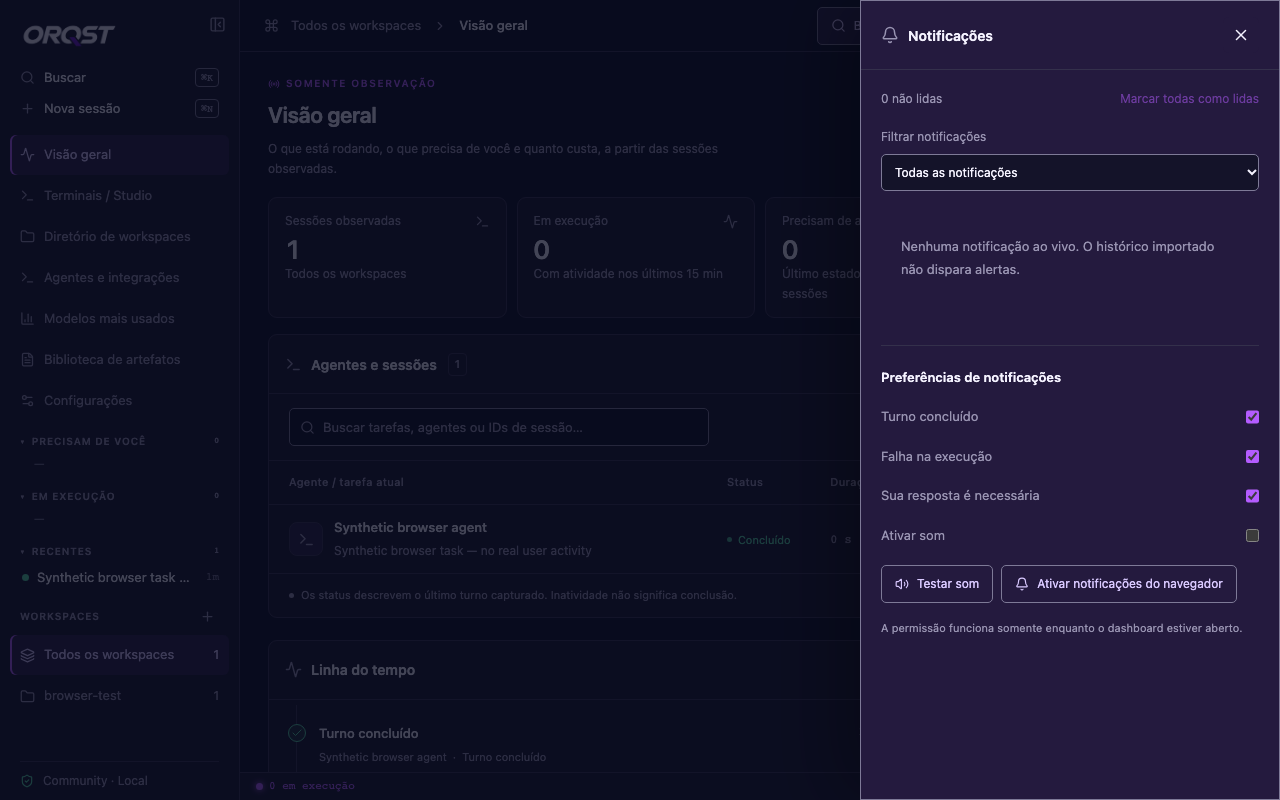 OROST
Buscar
⌘K
Nova sessão
⌘N
Visão geral
Terminais / Studio
Diretório de workspaces
Agentes e integrações
Modelos mais usados
Biblioteca de artefatos
Configurações
PRECISAM DE VOCÊ 0
—
EM EXECUÇÃO 0
—
RECENTES 1
Synthetic browser task ... 1m
WORKSPACES
Todos os workspaces 1
browser-test 1
Community · Local
Todos os workspaces > Visão geral
SOMENTE OBSERVAÇÃO
Visão geral
O que está rodando, o que precisa de você e quanto custa, a partir das sessões
observadas.
Sessões observadas
1
Todos os workspaces
Em execução
0
Com atividade nos últimos 15 min
Precisam de
0
Último estado
sessões
Agentes e sessões 1
Buscar tarefas, agentes ou IDs de sessão...
Agente / tarefa atual Status
Synthetic browser agent
Synthetic browser task — no real user activity
Concluído
0 m
Os status descrevem o último turno capturado. Inatividade não significa conclusão.
Linha do tempo
Turno concluído
Synthetic browser agent · Turno concluído
0 em execução
Notificações
0 não lidas
Marcar todas como lidas
Filtrar notificações
Todas as notificações
Nenhuma notificação ao vivo. O histórico importado
não dispara alertas.
Preferências de notificações
Turno concluído
Falha na execução
Sua resposta é necessária
Ativar som
Testar som
Ativar notificações do navegador
A permissão funciona somente enquanto o dashboard estiver aberto.